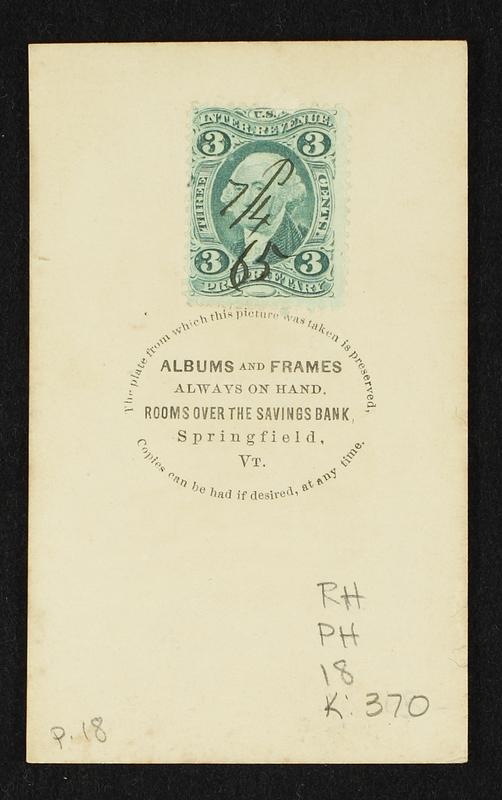 U.S.
INTER. REVENUE.
3 3
THREE CENTS.
3 3
PROPRIETARY
P
7/4
65
The plate from which this picture was taken is preserved,
ALBUMS AND FRAMES
ALWAYS ON HAND.
ROOMS OVER THE SAVINGS BANK,
Springfield,
VT.
Copies can be had if desired, at any time.
RH
PH
18
K: 370
P. 18